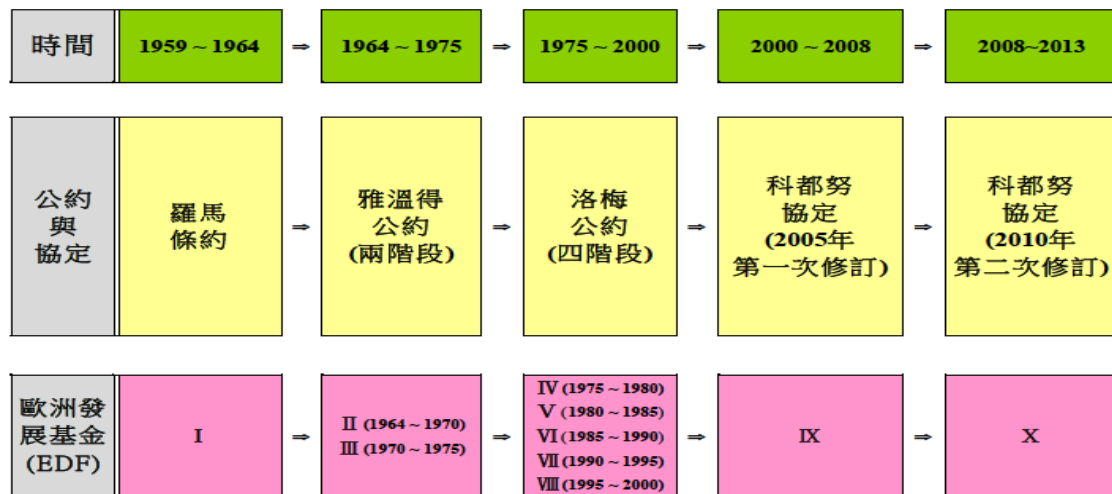 時間
1959 ~ 1964
⇒
1964 ~ 1975
⇒
1975 ~ 2000
⇒
2000 ~ 2008
⇒
2008~2013
公約
與
協定
羅馬
條約
⇒
雅溫得
公約
(兩階段)
⇒
洛梅
公約
(四階段)
⇒
科都努
協定
(2005年
第一次修訂)
⇒
科都努
協定
(2010年
第二次修訂)
歐洲發
展基金
(EDF)
Ⅰ
⇒
Ⅱ (1964 ~ 1970)
Ⅲ (1970 ~ 1975)
⇒
Ⅳ (1975 ~ 1980)
Ⅴ (1980 ~ 1985)
Ⅵ (1985 ~ 1990)
Ⅶ (1990 ~ 1995)
Ⅷ (1995 ~ 2000)
⇒
Ⅸ
⇒
Ⅹ